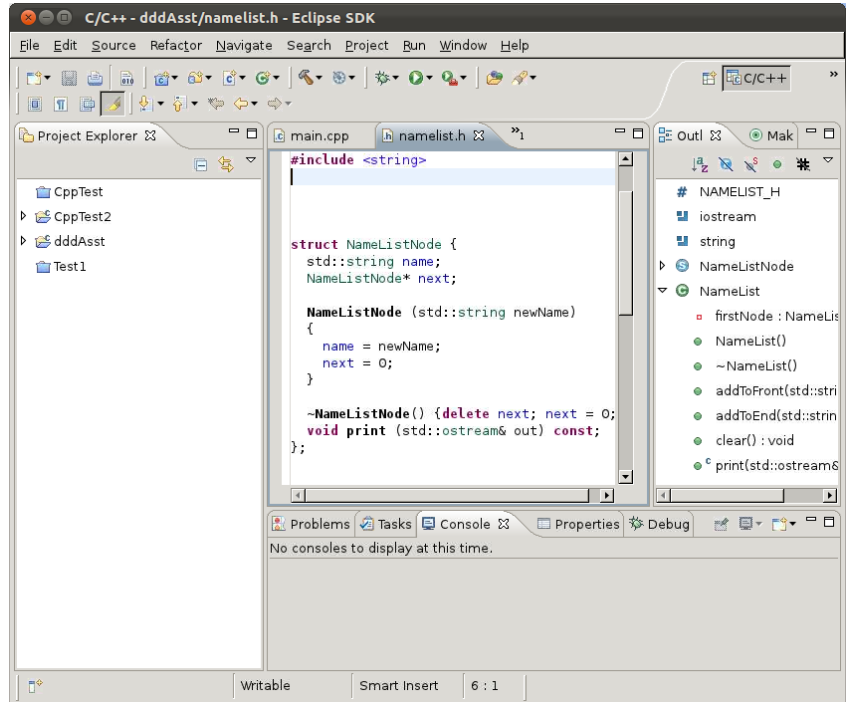 C/C++ - dddAsst/namelist.h - Eclipse SDK
File Edit Source Refactor Navigate Search Project Run Window Help
C/C++ »
Project Explorer
CppTest
CppTest2
dddAsst
Test1
main.cpp namelist.h »1
#include <string>
struct NameListNode {
std::string name;
NameListNode* next;
NameListNode (std::string newName)
{
name = newName;
next = 0;
}
~NameListNode() {delete next; next = 0;
void print (std::ostream& out) const;
};
Outl Mak
# NAMELIST_H
iostream
string
NameListNode
NameList
firstNode : NameLis
NameList()
~NameList()
addToFront(std::stri
addToEnd(std::strin
clear() : void
print(std::ostream&
Problems Tasks Console Properties Debug
No consoles to display at this time.
Writable Smart Insert 6 : 1